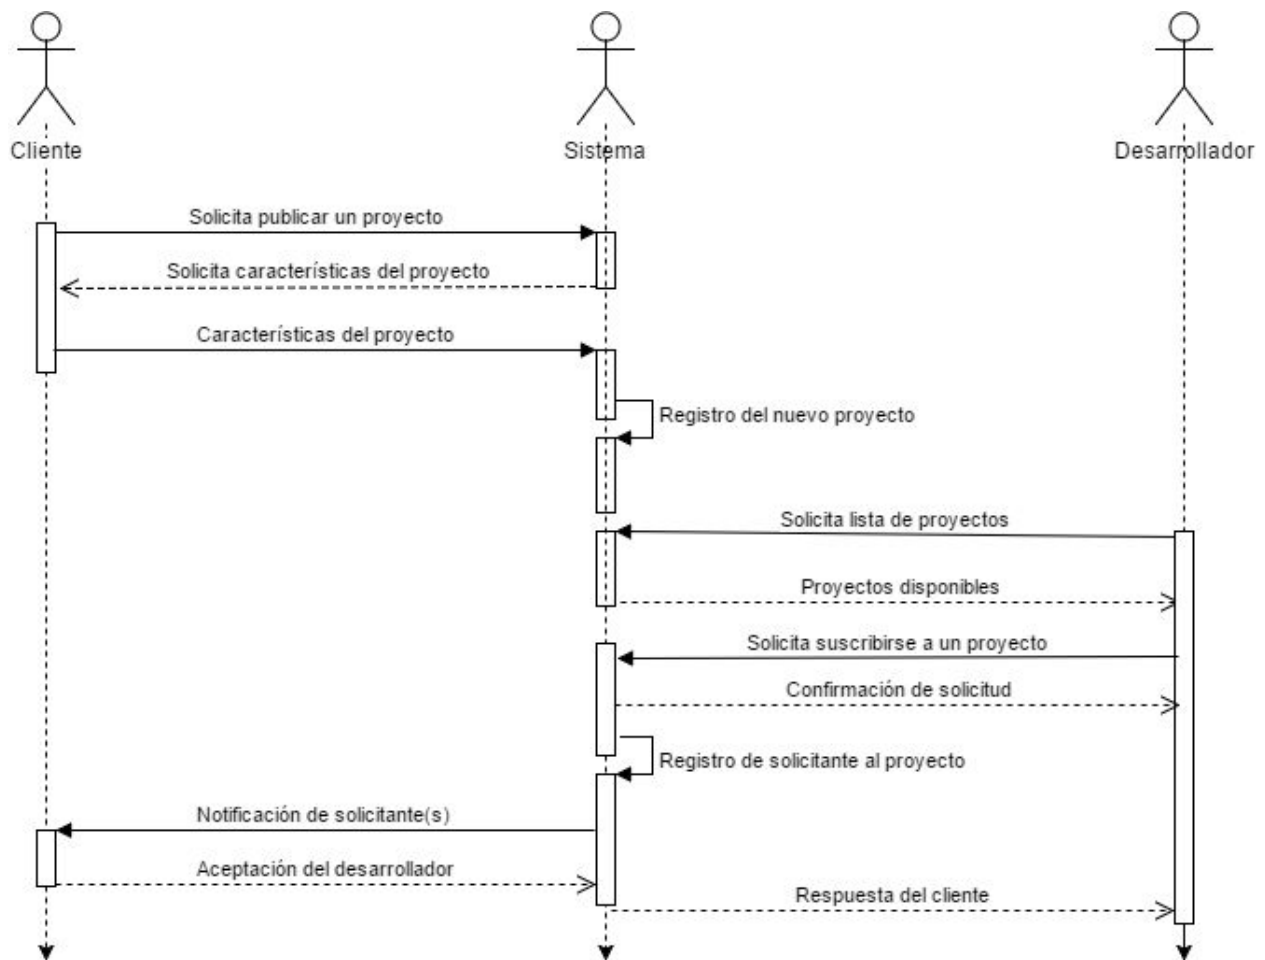 Cliente
Sistema
Desarrollador
Solicita publicar un proyecto
Solicita característísticas del proyecto
Característísticas del proyecto
Registro del nuevo proyecto
Solicita lista de proyectos
Proyectos disponibles
Solicita suscribirse a un proyecto
Confirmación de solicitud
Registro de solicitante al proyecto
Notificación de solicitante(s)
Aceptación del desarrollador
Respuesta del cliente